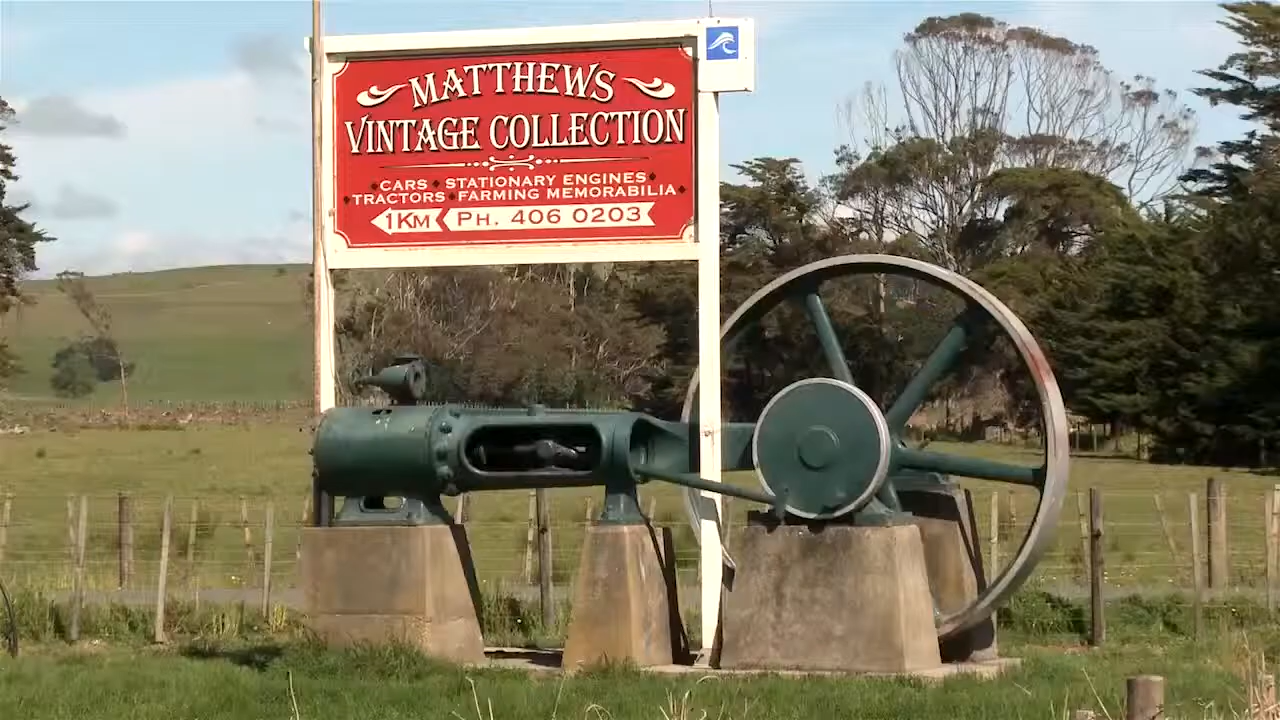 MATTHEWS
VINTAGE COLLECTION
CARS ♦ STATIONARY ENGINES ♦
♦ TRACTORS ♦ FARMING MEMORABILIA ♦
1KM PH. 406 0203